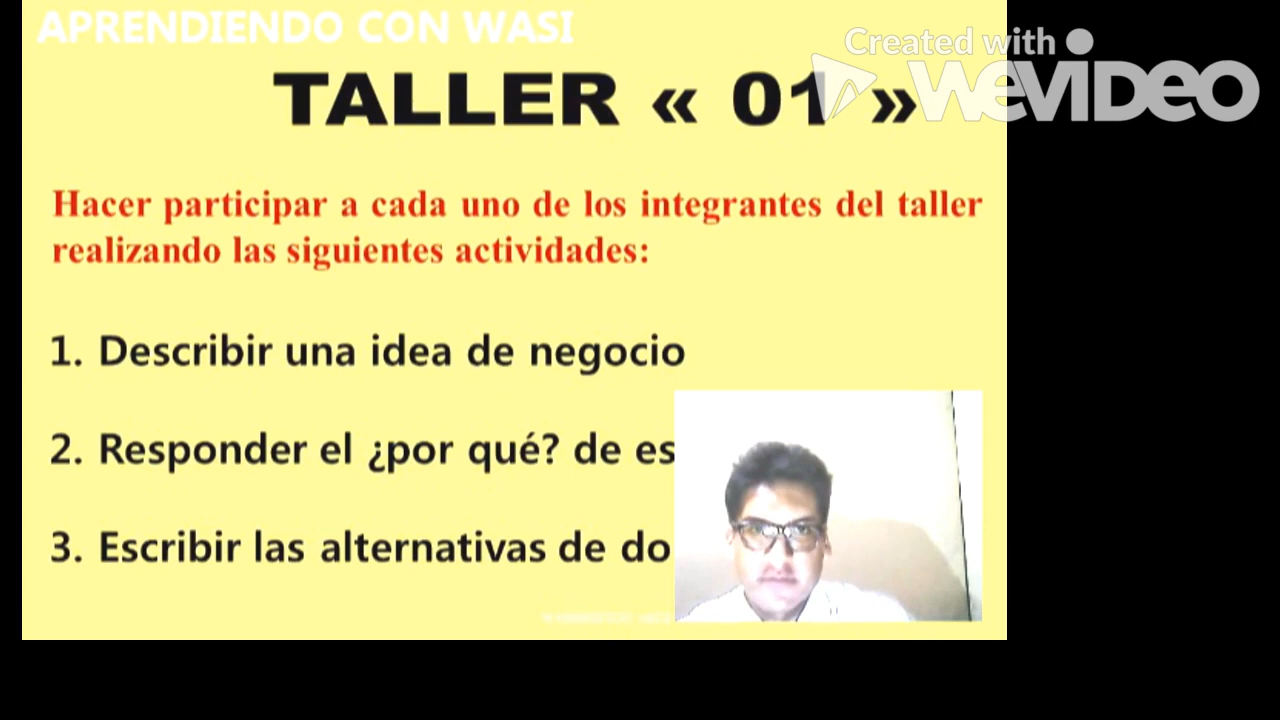 APRENDIENDO CON WASI
Created with
WEVIDEO
TALLER « 01 »
Hacer participar a cada uno de los integrantes del taller
realizando las siguientes actividades:
1. Describir una idea de negocio
2. Responder el ¿por qué? de es
3. Escribir las alternativas de do